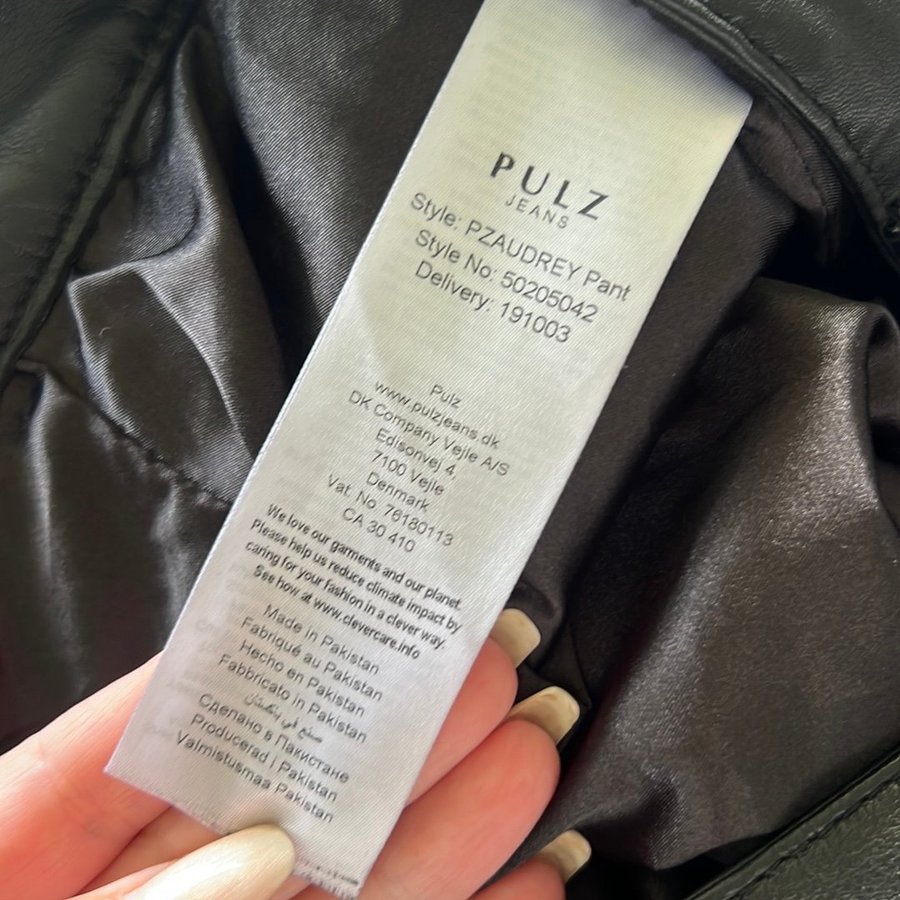 PULZ
JEANS
Style: PZAUDREY Pant
Style No: 50205042
Delivery: 191003
Pulz
www.pulzjeans.dk
DK Company Vejle A/S
Edisonvej 4,
7100 Vejle
Denmark
Vat. No 76180113
CA 30 410
We love our garments and our planet.
Please help us reduce climate impact by
caring for your fashion in a clever way.
See how at www.clevercare.info
Made in Pakistan
Fabriqué au Pakistan
Hecho en Pakistan
Fabbricato in Pakistan
صنع في پاکستان
Сделано в Пакистане
Producerad i Pakistan
Valmistusmaa Pakistan